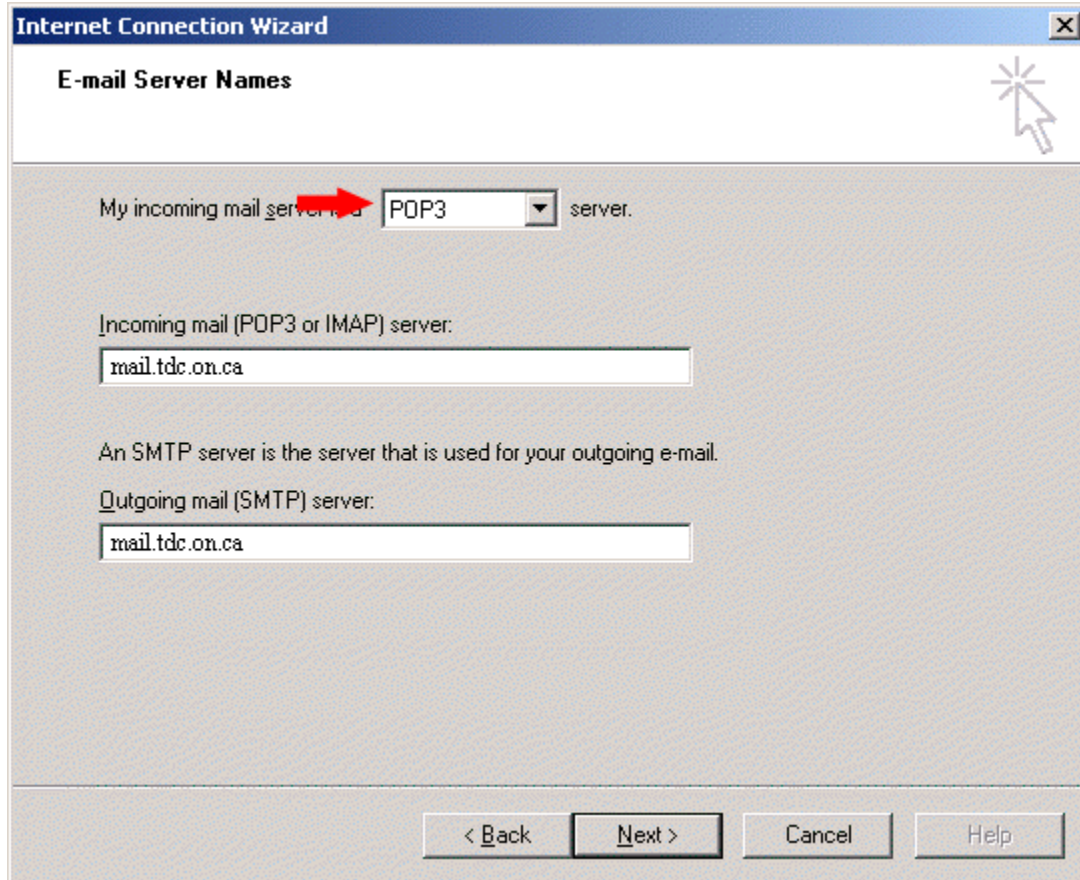 Internet Connection Wizard
E-mail Server Names
My incoming mail POP3 server.
Incoming mail (POP3 or IMAP) server:
mail.tdc.on.ca
An SMTP server is the server that is used for your outgoing e-mail.
Outgoing mail (SMTP) server:
mail.tdc.on.ca
< Back Next > Cancel Help